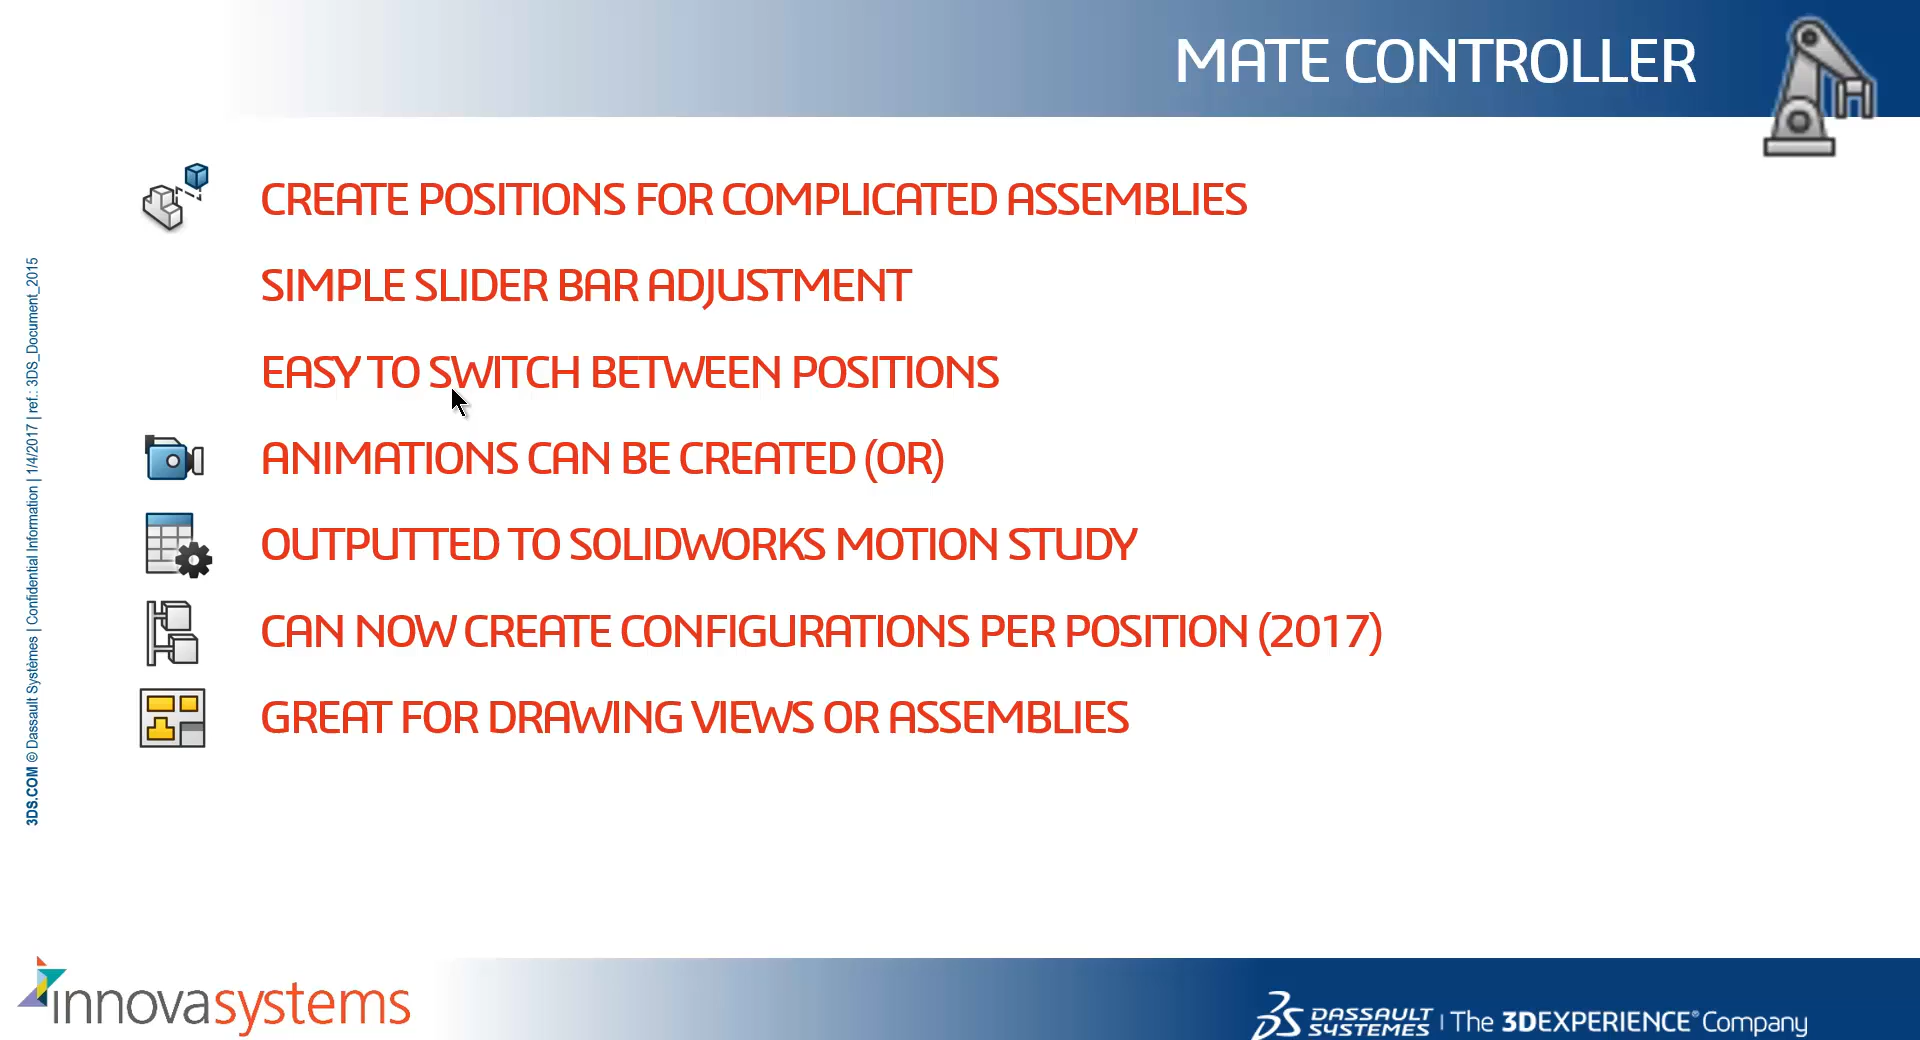 MATE CONTROLLER
CREATE POSITIONS FOR COMPLICATED ASSEMBLIES
SIMPLE SLIDER BAR ADJUSTMENT
EASY TO SWITCH BETWEEN POSITIONS
ANIMATIONS CAN BE CREATED (OR)
OUTPUTTED TO SOLIDWORKS MOTION STUDY
CAN NOW CREATE CONFIGURATIONS PER POSITION (2017)
GREAT FOR DRAWING VIEWS OR ASSEMBLIES
3DS.COM © Dassault Systèmes | Confidential Information | 1/4/2017 | ref.: 3DS_Document_2015
innovasystems
DASSAULT SYSTEMES | The 3DEXPERIENCE® Company